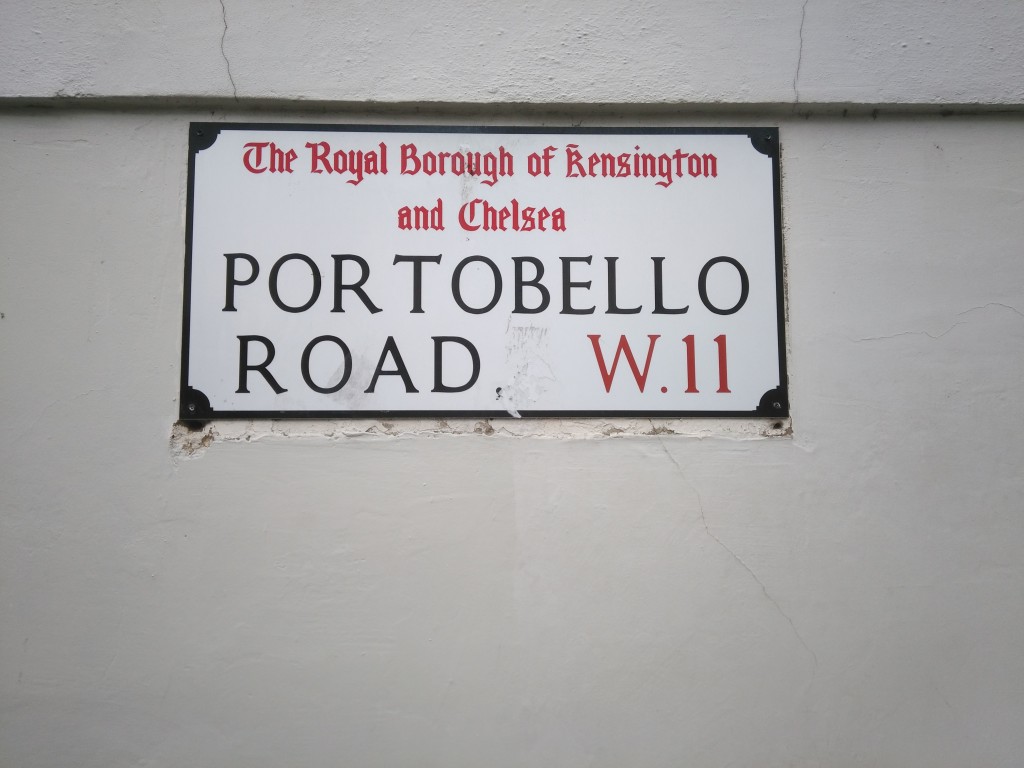 The Royal Borough of Kensington
and Chelsea
PORTOBELLO
ROAD W.11